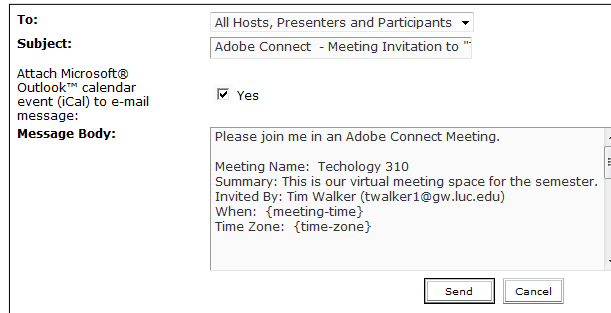 To: All Hosts, Presenters and Participants
Subject: Adobe Connect - Meeting Invitation to "
Attach Microsoft®
Outlook™ calendar
event (iCal) to e-mail
message:
Yes
Message Body:
Please join me in an Adobe Connect Meeting.
Meeting Name: Techology 310
Summary: This is our virtual meeting space for the semester.
Invited By: Tim Walker (twalker1@gw.luc.edu)
When: {meeting-time}
Time Zone: {time-zone}
Send Cancel